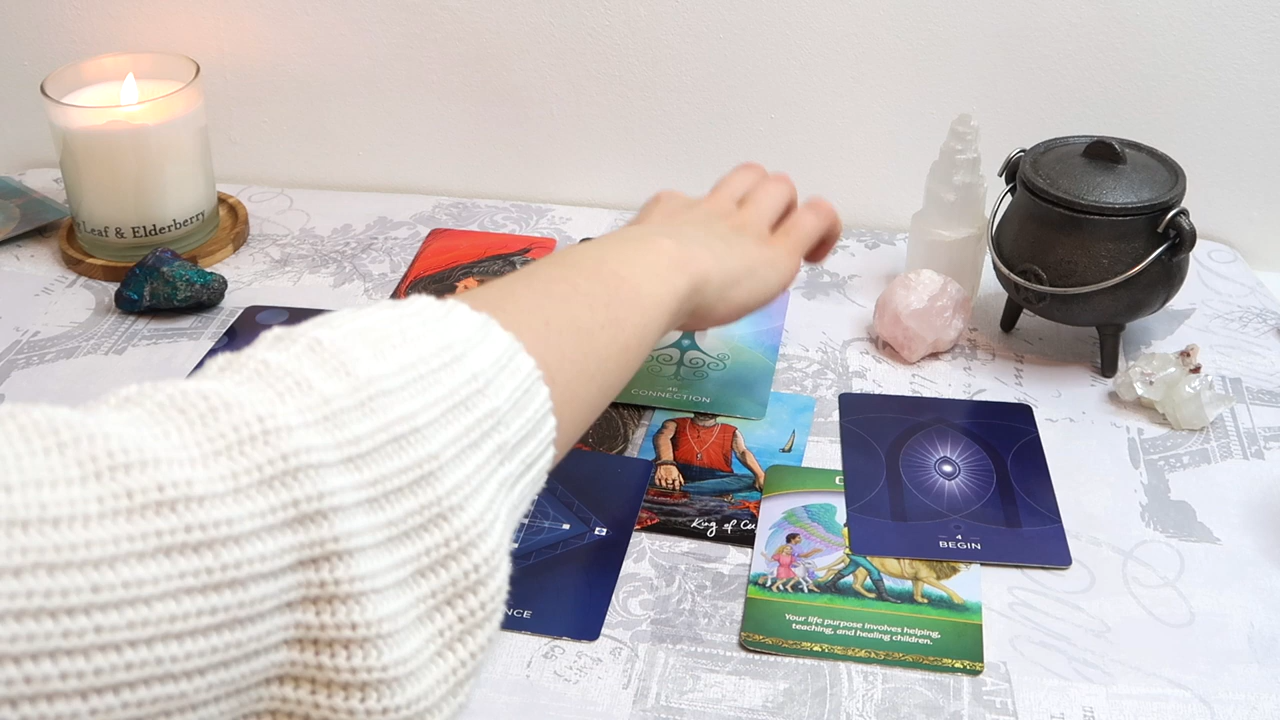 Leaf & Elderberry
46
CONNECTION
King of Cu
4
BEGIN
NCE
Your life purpose involves helping,
teaching, and healing children.